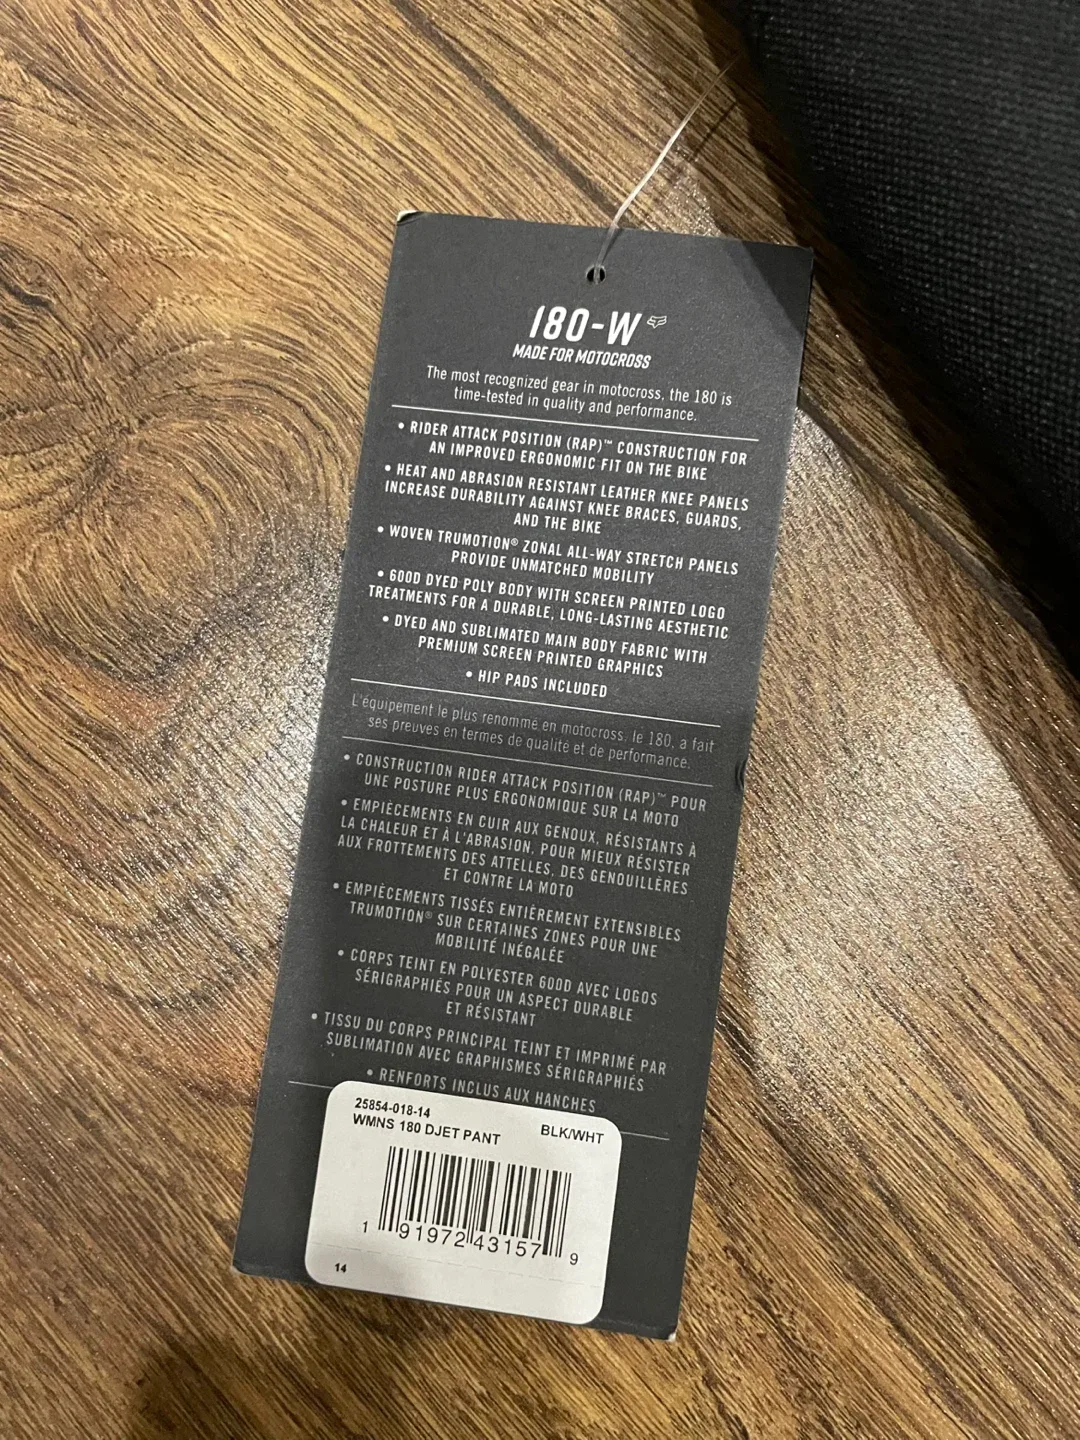 180-W
MADE FOR MOTOCROSS
The most recognized gear in motocross, the 180 is
time-tested in quality and performance.
• RIDER ATTACK POSITION (RAP)™ CONSTRUCTION FOR
AN IMPROVED ERGONOMIC FIT ON THE BIKE
• HEAT AND ABRASION RESISTANT LEATHER KNEE PANELS
INCREASE DURABILITY AGAINST KNEE BRACES, GUARDS,
AND THE BIKE
• WOVEN TRUMOTION® ZONAL ALL-WAY STRETCH PANELS
PROVIDE UNMATCHED MOBILITY
• 600D DYED POLY BODY WITH SCREEN PRINTED LOGO
TREATMENTS FOR A DURABLE, LONG-LASTING AESTHETIC
• DYED AND SUBLIMATED MAIN BODY FABRIC WITH
PREMIUM SCREEN PRINTED GRAPHICS
• HIP PADS INCLUDED
L'équipement le plus renommé en motocross, le 180, a fait
ses preuves en termes de qualité et de performance.
• CONSTRUCTION RIDER ATTACK POSITION (RAP)™ POUR
UNE POSTURE PLUS ERGONOMIQUE SUR LA MOTO
• EMPIÈCEMENTS EN CUIR AUX GENOUX, RÉSISTANTS À
LA CHALEUR ET À L'ABRASION, POUR MIEUX RÉSISTER
AUX FROTTEMENTS DES ATTELLES, DES GENOUILLÈRES
ET CONTRE LA MOTO
• EMPIÈCEMENTS TISSÉS ENTIÈREMENT EXTENSIBLES
TRUMOTION® SUR CERTAINES ZONES POUR UNE
MOBILITÉ INÉGALÉE
• CORPS TEINT EN POLYESTER 600D AVEC LOGOS
SÉRIGRAPHIÉS POUR UN ASPECT DURABLE
ET RÉSISTANT
• TISSU DU CORPS PRINCIPAL TEINT ET IMPRIMÉ PAR
SUBLIMATION AVEC GRAPHISMES SÉRIGRAPHIÉS
• RENFORTS INCLUS AUX HANCHES
25854-018-14
WMNS 180 DJET PANT BLK/WHT
1 91972 43157 9
14